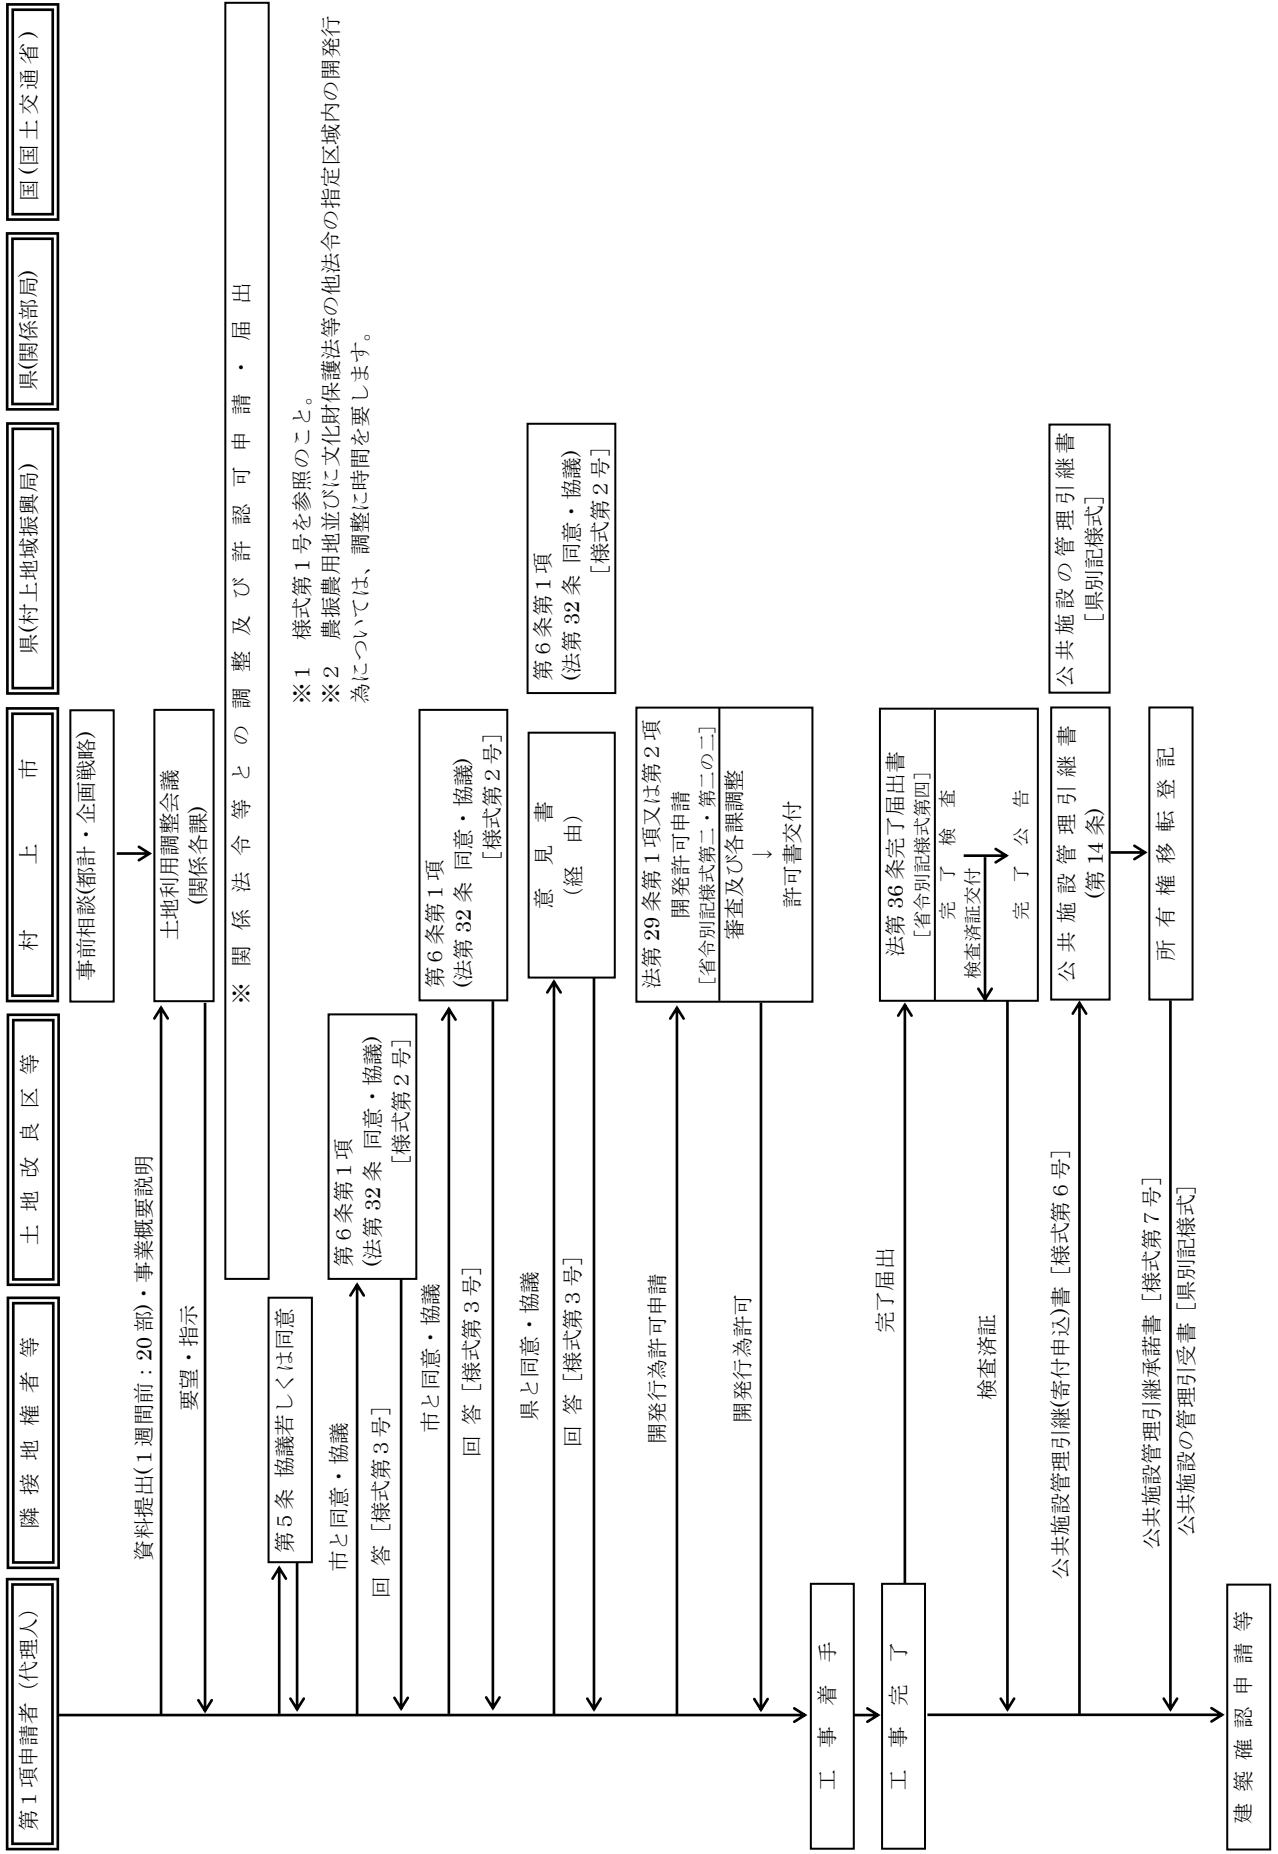 第１項申請者（代理人）
隣接地権者等
土地改良区等
村上市
県(村上地域振興局)
県(関係部局)
国(国土交通省)
事前相談(都計・企画戦略)
資料提出(１週間前：20部)・事業概要説明
土地利用調整会議
(関係各課)
要望・指示
※関係法令等との調整及び許認可申請・届出
第５条 協議若しくは同意
※１　様式第１号を参照のこと。
※２　農振農用地並びに文化財保護法等の他法令の指定区域内の開発行
為については、調整に時間を要します。
市と同意・協議
第６条第１項
(法第32条 同意・協議)
［様式第２号］
回答［様式第３号］
市と同意・協議
第６条第１項
(法第32条 同意・協議)
［様式第２号］
回答［様式第３号］
県と同意・協議
意見書
（経由）
第６条第１項
(法第32条 同意・協議)
［様式第２号］
回答［様式第３号］
開発行為許可申請
法第29条第１項又は第２項
開発許可申請
［省令別記様式第二・第二の二］
審査及び各課調整
↓
許可書交付
開発行為許可
工事着手
工事完了
完了届出
法第36条完了届出書
［省令別記様式第四］
完了検査
検査済証交付
完了公告
検査済証
公共施設管理引継(寄付申込)書［様式第６号］
公共施設管理引継書
(第14条)
公共施設の管理引継書
［県別記様式］
公共施設管理引継承諾書［様式第７号］
公共施設の管理引受書［県別記様式］
所有権移転登記
建築確認申請等